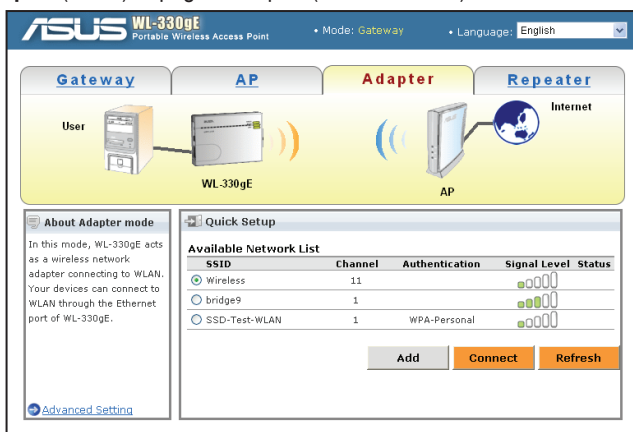 ASUS WL-330gE
Portable Wireless Access Point
• Mode: Gateway • Language: English
Gateway AP Adapter Repeater
User
WL-330gE
AP
Internet
About Adapter mode
In this mode, WL-330gE acts
as a wireless network
adapter connecting to WLAN.
Your devices can connect to
WLAN through the Ethernet
port of WL-330gE.
Advanced Setting
Quick Setup
Available Network List
SSID Channel Authentication Signal Level Status
Wireless 11
bridge9 1
SSD-Test-WLAN 1 WPA-Personal
Add Connect Refresh